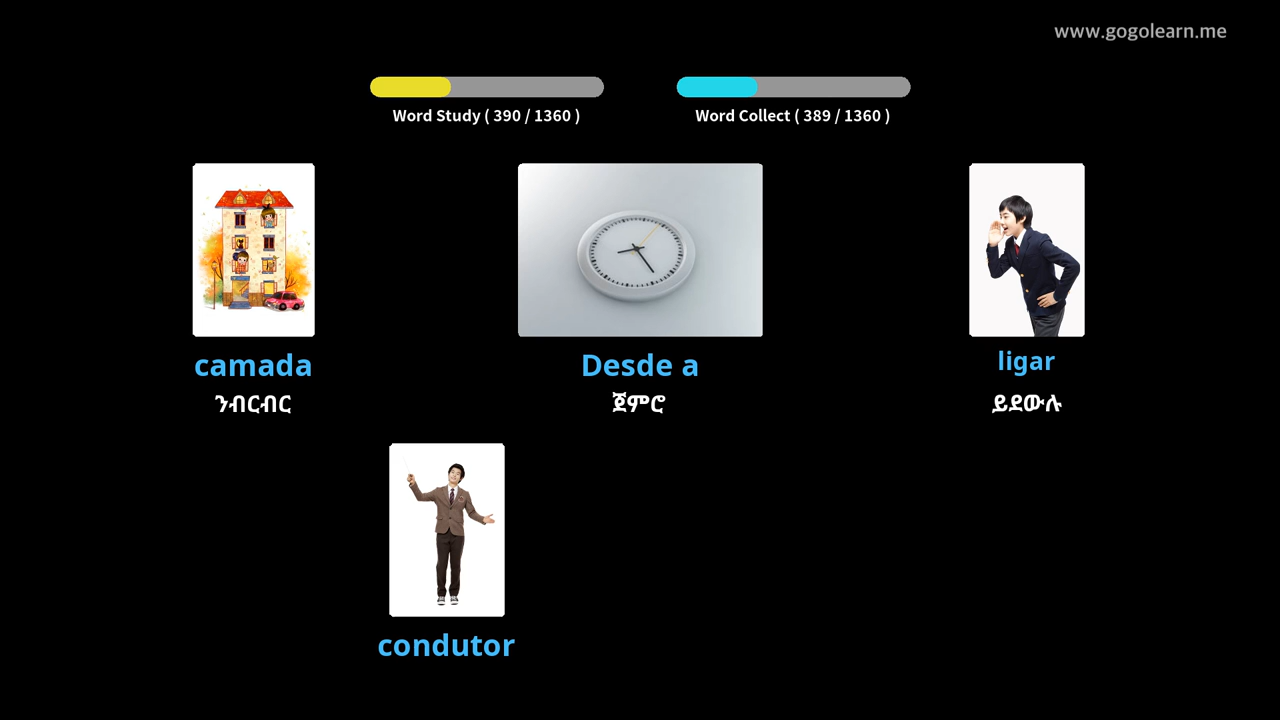 www.gogolearn.me
Word Study ( 390 / 1360 )
Word Collect ( 389 / 1360 )
camada
Desde a
ligar
ንብርብር
ጀምሮ
ይደውሉ
condutor